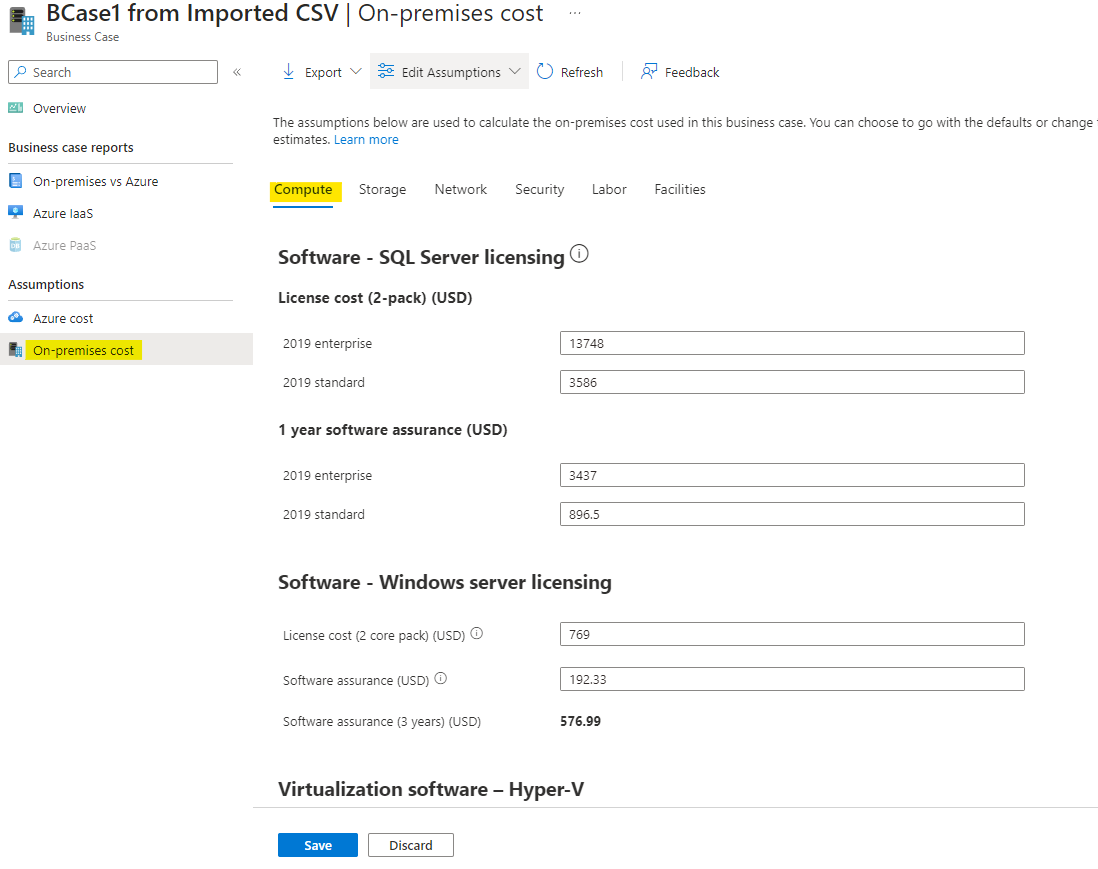 BCase1 from Imported CSV | On-premises cost ...
Business Case
Search
«
Export
Edit Assumptions
Refresh
Feedback
Overview
Business case reports
On-premises vs Azure
Azure IaaS
Azure PaaS
Assumptions
Azure cost
On-premises cost
The assumptions below are used to calculate the on-premises cost used in this business case. You can choose to go with the defaults or change
estimates. Learn more
Compute Storage Network Security Labor Facilities
Software - SQL Server licensing
License cost (2-pack) (USD)
2019 enterprise 13748
2019 standard 3586
1 year software assurance (USD)
2019 enterprise 3437
2019 standard 896.5
Software - Windows server licensing
License cost (2 core pack) (USD) 769
Software assurance (USD) 192.33
Software assurance (3 years) (USD) 576.99
Virtualization software – Hyper-V
Save Discard